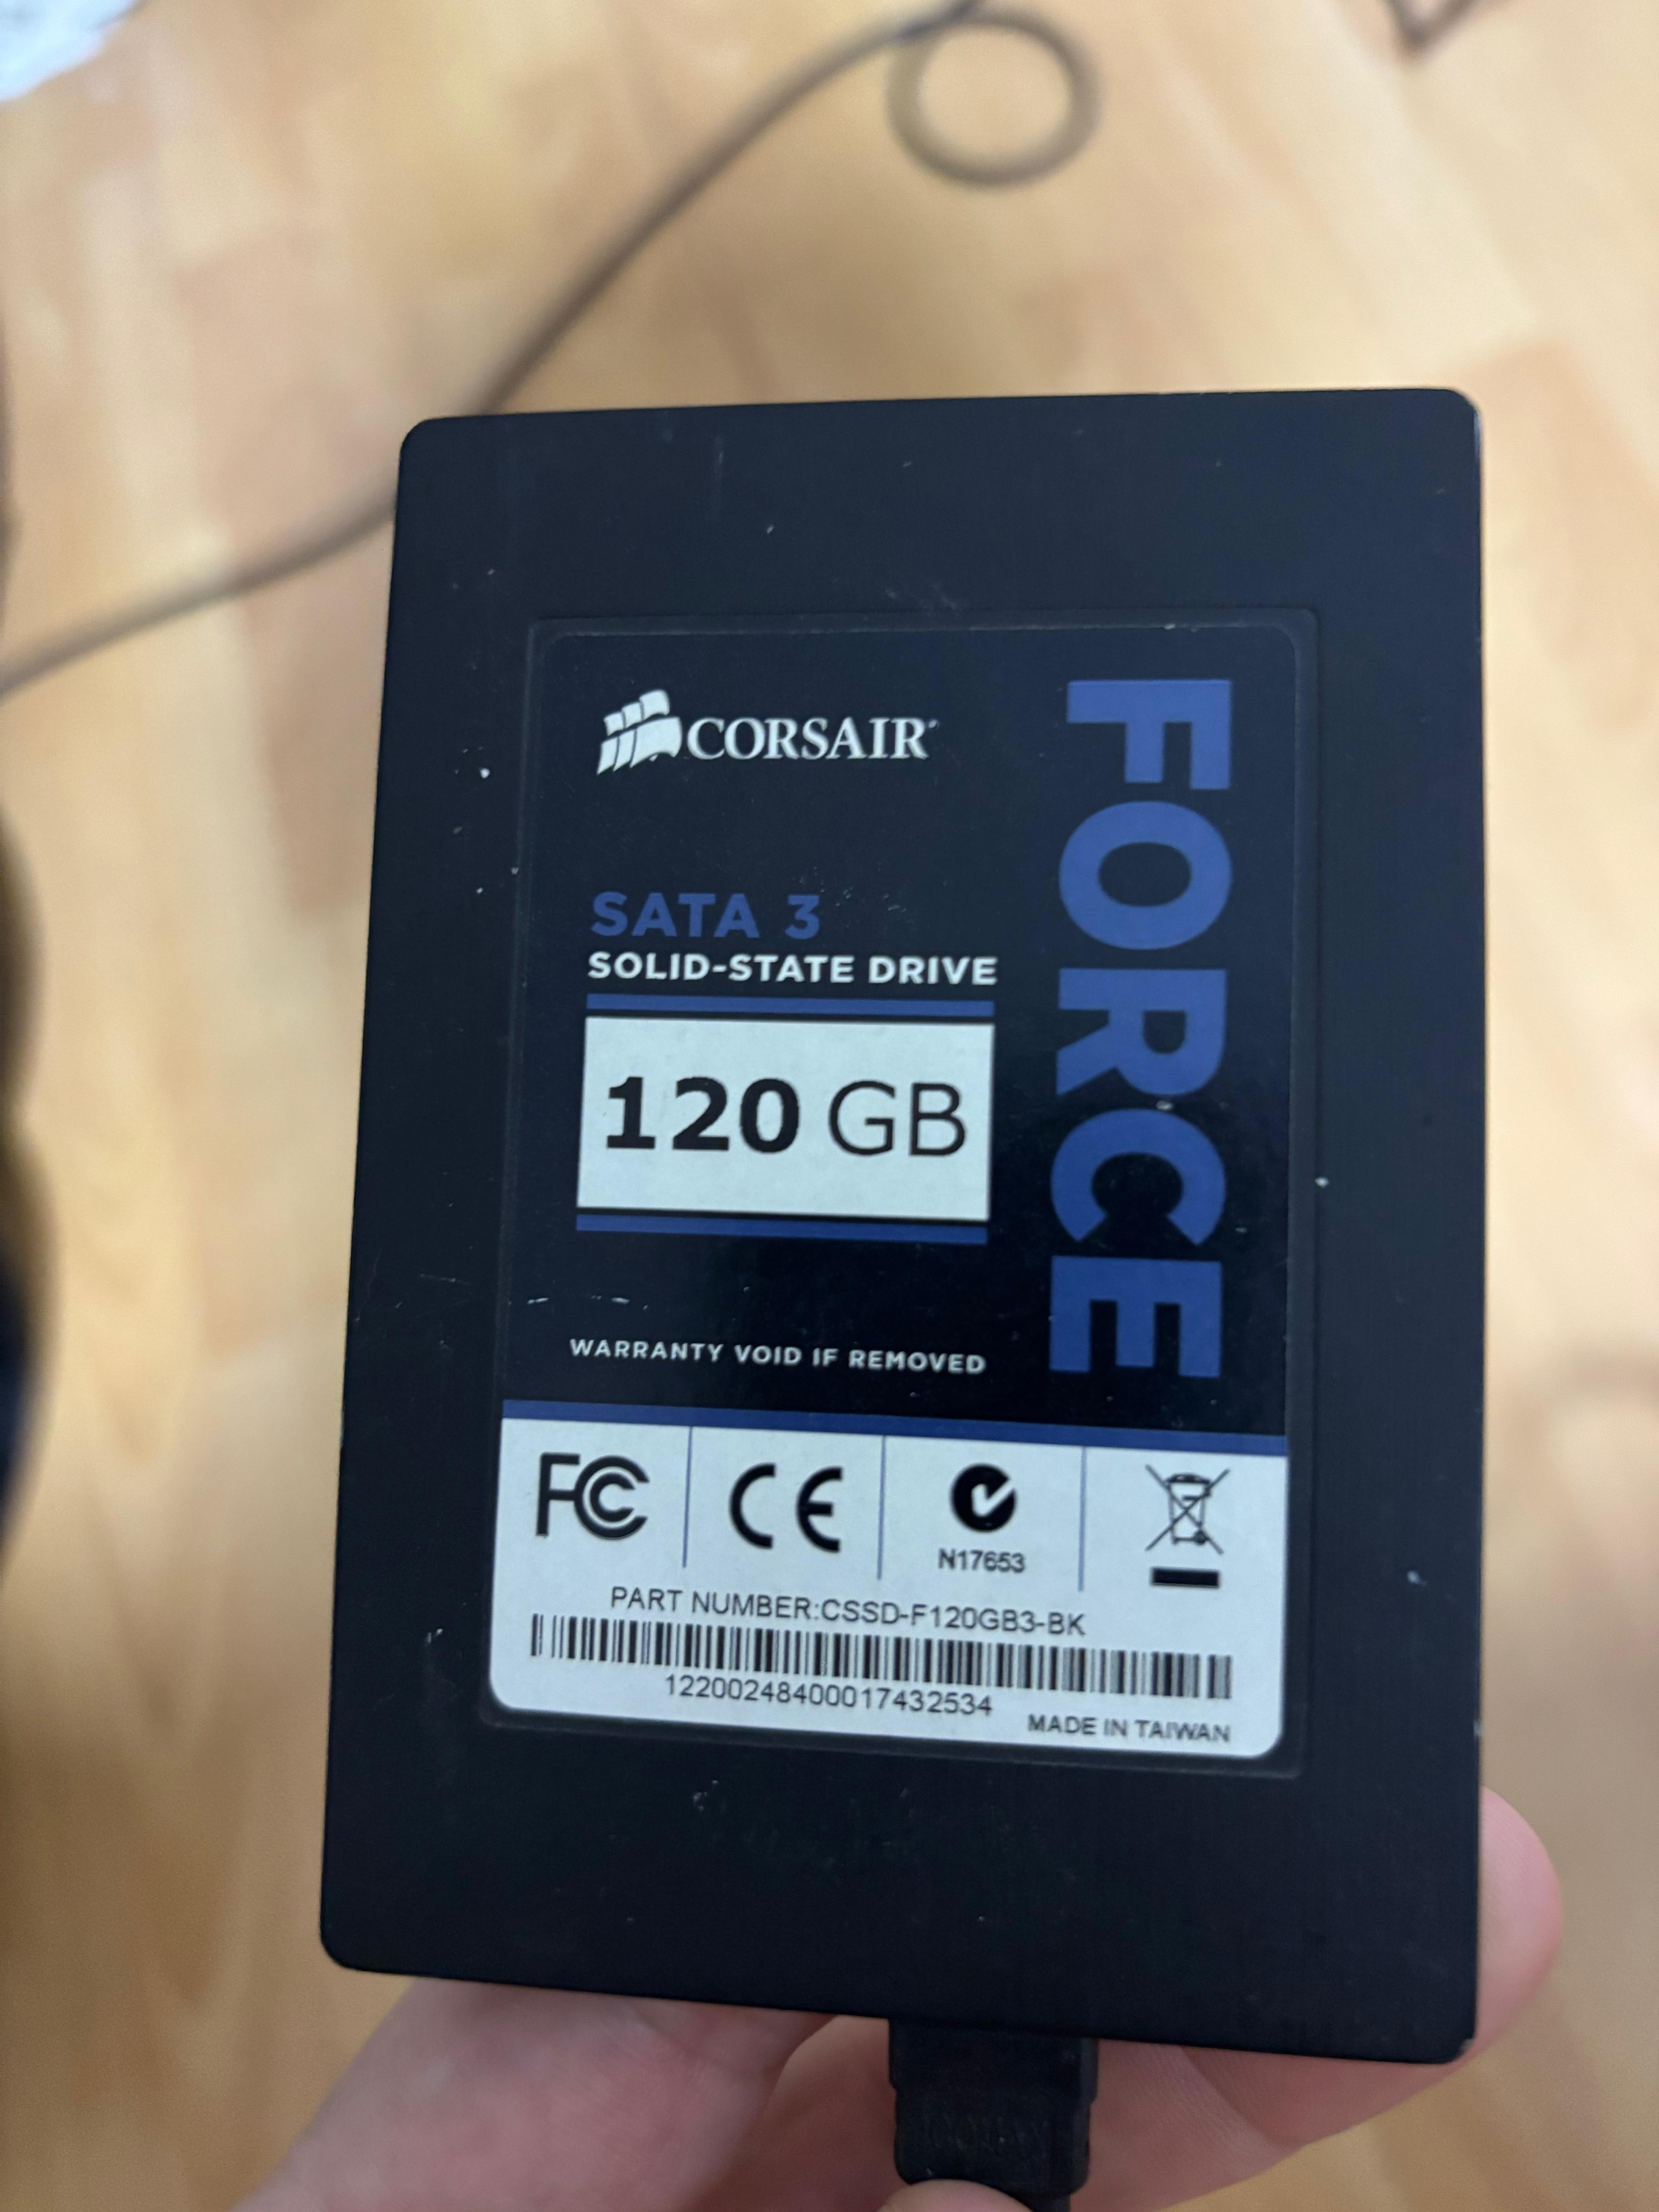 CORSAIR
FORCE
SATA 3
SOLID-STATE DRIVE
120 GB
WARRANTY VOID IF REMOVED
FC CE
N17653
PART NUMBER:CSSD-F120GB3-BK
12200248400017432534
MADE IN TAIWAN